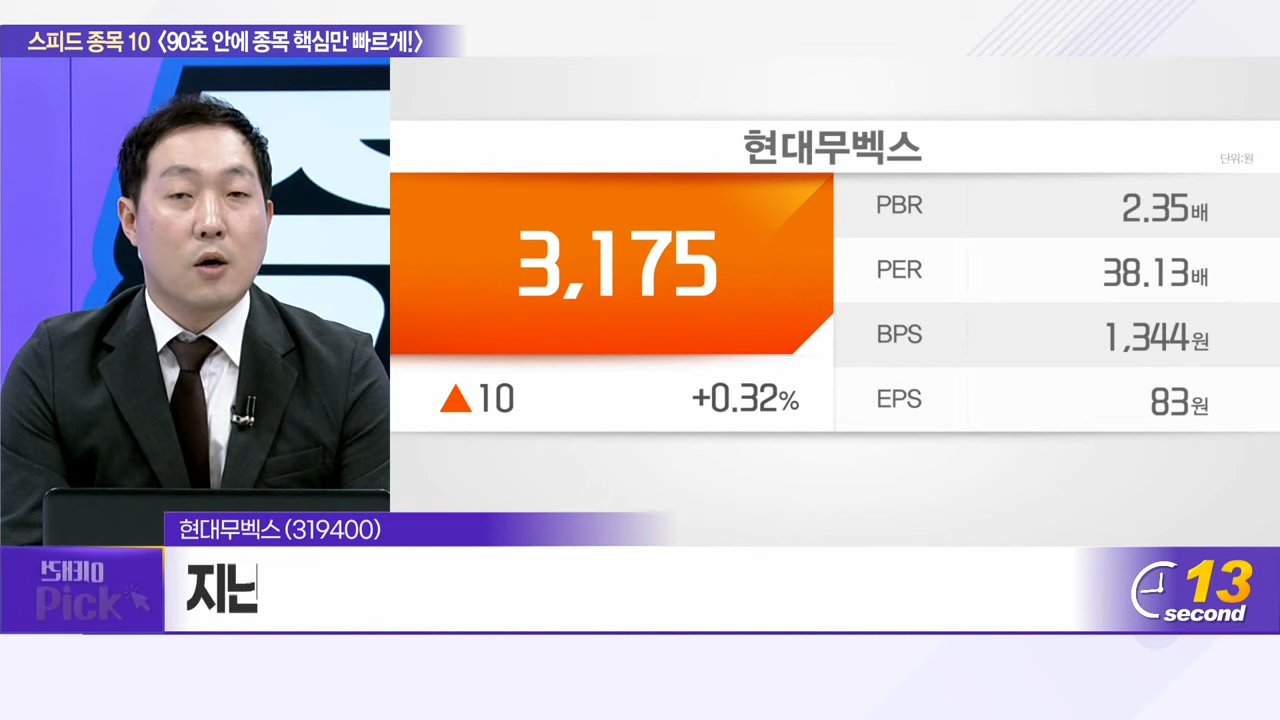 스피드 종목 10 〈90초 안에 종목 핵심만 빠르게!〉
현대무벡스
단위:원
3,175
▲10 +0.32%
PBR 2.35배
PER 38.13배
BPS 1,344원
EPS 83원
현대무벡스 (319400)
Pick
지난
13
second